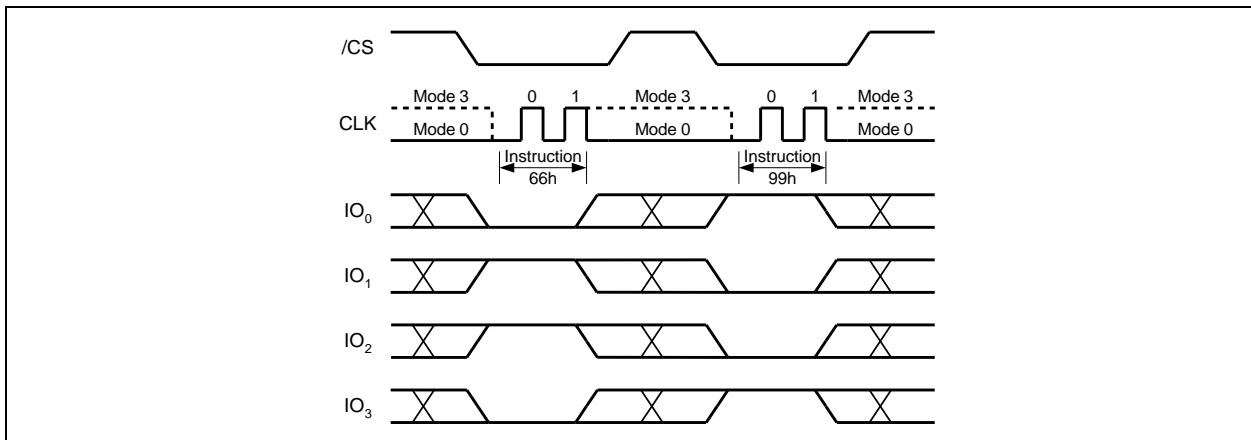 /CS
Mode 3 0 1 Mode 3 0 1 Mode 3
CLK
Mode 0 Mode 0 Mode 0
Instruction Instruction
66h 99h
IO0
IO1
IO2
IO3